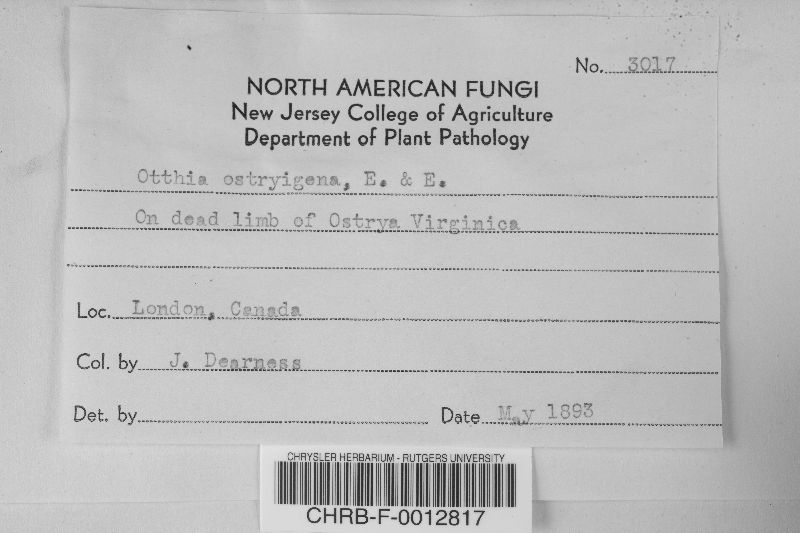 No. 3017
NORTH AMERICAN FUNGI
New Jersey College of Agriculture
Department of Plant Pathology
Otthia ostryigena, E. & E.
On dead limb of Ostrya Virginica
Loc. London, Canada
Col. by J. Dearness
Det. by
Date May 1893
CHRYSLER HERBARIUM - RUTGERS UNIVERSITY
CHRB-F-0012817